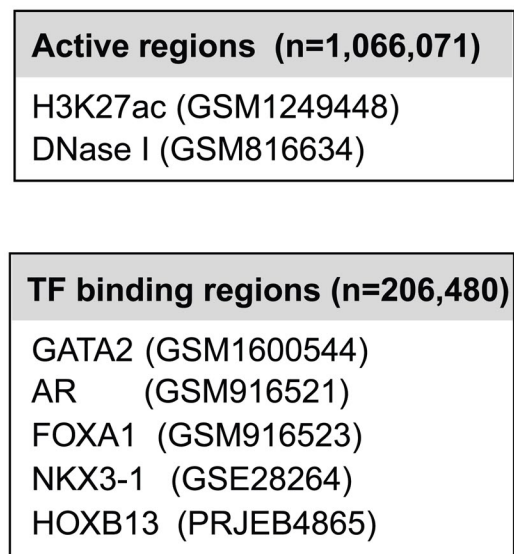 Active regions (n=1,066,071)
H3K27ac (GSM1249448)
DNase I (GSM816634)
TF binding regions (n=206,480)
GATA2 (GSM1600544)
AR (GSM916521)
FOXA1 (GSM916523)
NKX3-1 (GSE28264)
HOXB13 (PRJEB4865)